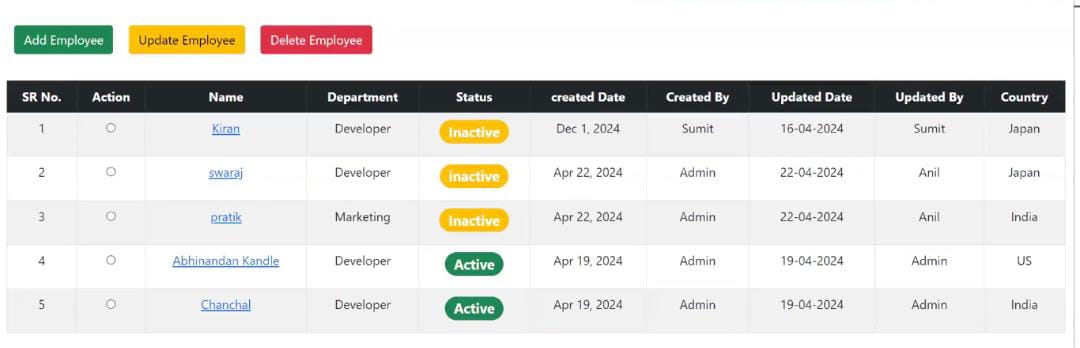 Add Employee Update Employee Delete Employee
SR No. Action Name Department Status created Date Created By Updated Date Updated By Country
1 Kiran Developer Inactive Dec 1, 2024 Sumit 16-04-2024 Sumit Japan
2 swaraj Developer inactive Apr 22, 2024 Admin 22-04-2024 Anil Japan
3 pratik Marketing Inactive Apr 22, 2024 Admin 22-04-2024 Anil India
4 Abhinandan Kandle Developer Active Apr 19, 2024 Admin 19-04-2024 Admin US
5 Chanchal Developer Active Apr 19, 2024 Admin 19-04-2024 Admin India